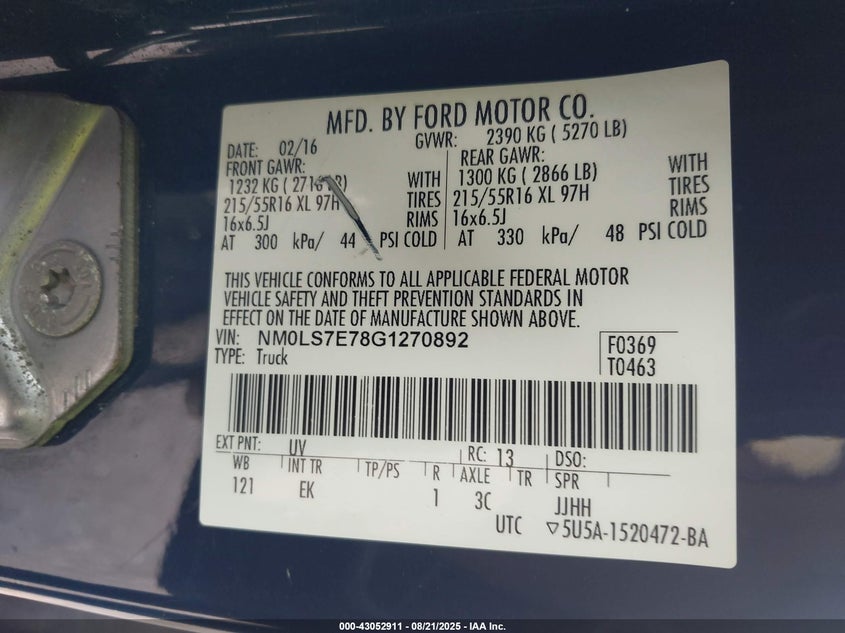 MFD. BY FORD MOTOR CO.
DATE: 02/16 GVWR: 2390 KG ( 5270 LB)
FRONT GAWR: REAR GAWR:
1232 KG ( 2716 LB) WITH 1300 KG ( 2866 LB) WITH
215/55R16 XL 97H TIRES 215/55R16 XL 97H TIRES
16x6.5J RIMS 16x6.5J RIMS
AT 300 kPa/ 44 PSI COLD AT 330 kPa/ 48 PSI COLD
THIS VEHICLE CONFORMS TO ALL APPLICABLE FEDERAL MOTOR
VEHICLE SAFETY AND THEFT PREVENTION STANDARDS IN
EFFECT ON THE DATE OF MANUFACTURE SHOWN ABOVE.
VIN: NM0LS7E78G1270892 F0369
TYPE: Truck T0463
EXT PNT: UV RC: 13 DSO:
WB INT TR TP/PS R AXLE TR SPR
121 EK 1 3C JJHH
UTC ▽5U5A-1520472-BA
000-43052911 - 08/21/2025 - IAA Inc.